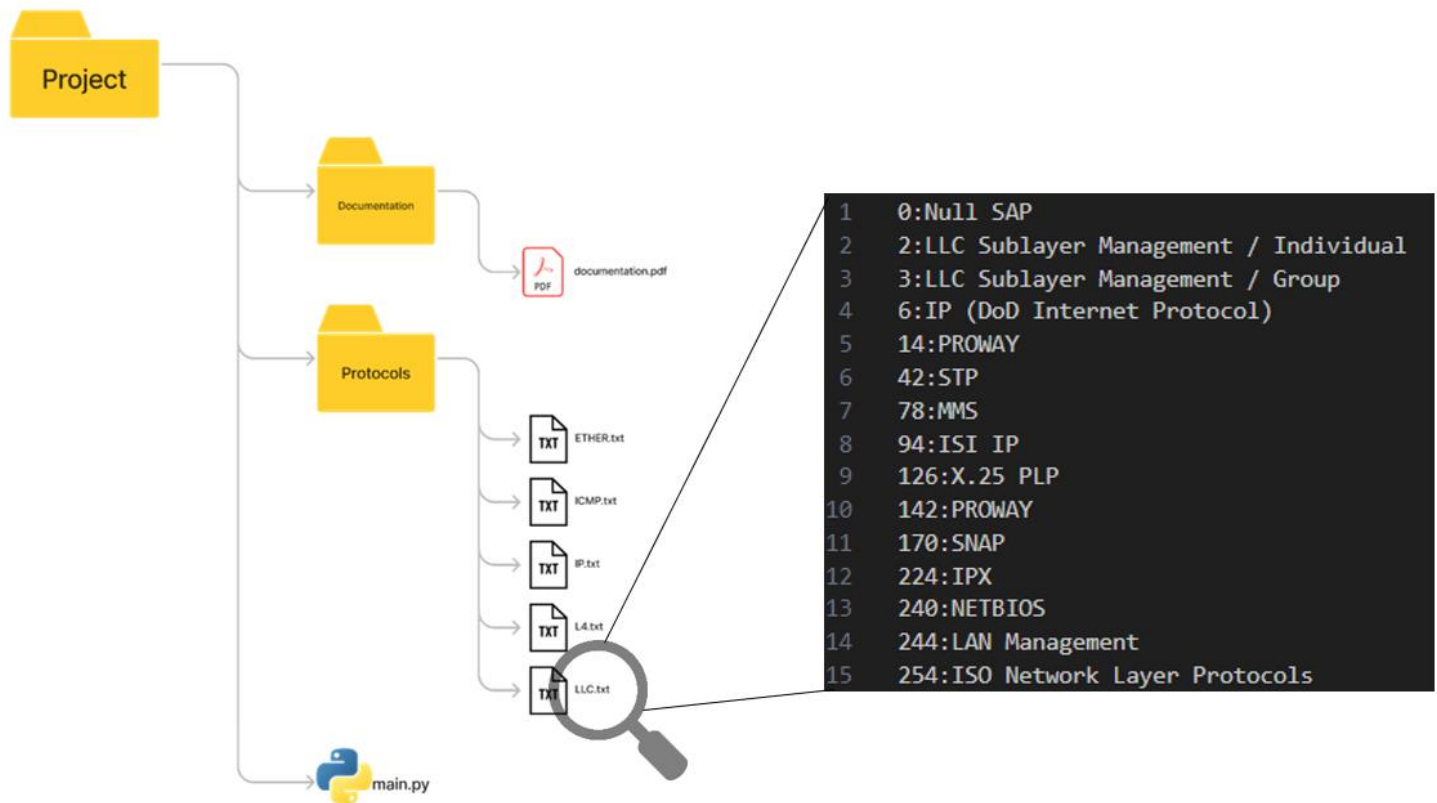 Project
Documentation
PDF
documentation.pdf
Protocols
TXT
ETHER.txt
TXT
ICMP.txt
TXT
IP.txt
TXT
L4.txt
TXT
LLC.txt
main.py
1 0:Null SAP
2 2:LLC Sublayer Management / Individual
3 3:LLC Sublayer Management / Group
4 6:IP (DoD Internet Protocol)
5 14:PROWAY
6 42:STP
7 78:MMS
8 94:ISI IP
9 126:X.25 PLP
10 142:PROWAY
11 170:SNAP
12 224:IPX
13 240:NETBIOS
14 244:LAN Management
15 254:ISO Network Layer Protocols